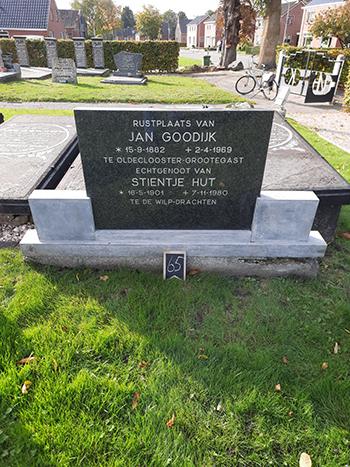 RUSTPLAATS VAN
JAN GOODIJK
* 15-9-1882 + 2-4-1969
TE OLDECLOOSTER-GROOTEGAST
ECHTGENOOT VAN
STIENTJE HUT
* 16-5-1901 + 7-11-1980
TE DE WILP-DRACHTEN
65